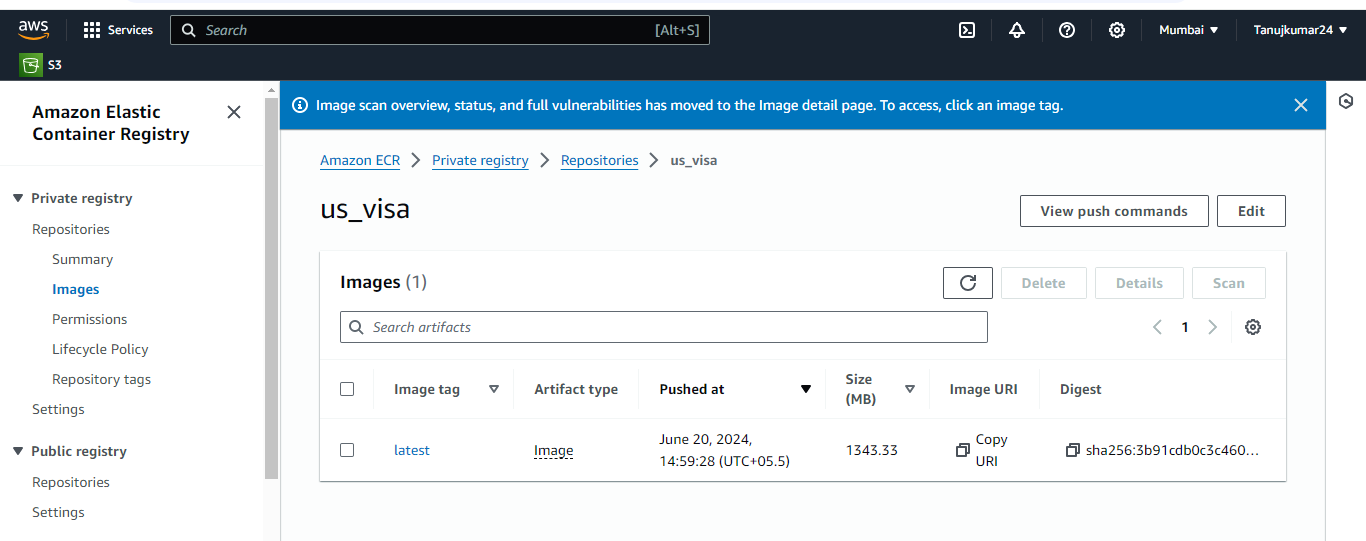 aws
Services
Search
[Alt+S]
Mumbai
Tanujkumar24
S3
Amazon Elastic
Container Registry
Private registry
Repositories
Summary
Images
Permissions
Lifecycle Policy
Repository tags
Settings
Public registry
Repositories
Settings
Image scan overview, status, and full vulnerabilities has moved to the Image detail page. To access, click an image tag.
Amazon ECR > Private registry > Repositories > us_visa
us_visa
View push commands
Edit
Images (1)
Delete
Details
Scan
Search artifacts
1
Image tag
Artifact type
Pushed at
Size
(MB)
Image URI
Digest
latest
Image
June 20, 2024,
14:59:28 (UTC+05.5)
1343.33
Copy
URI
sha256:3b91cdb0c3c460...